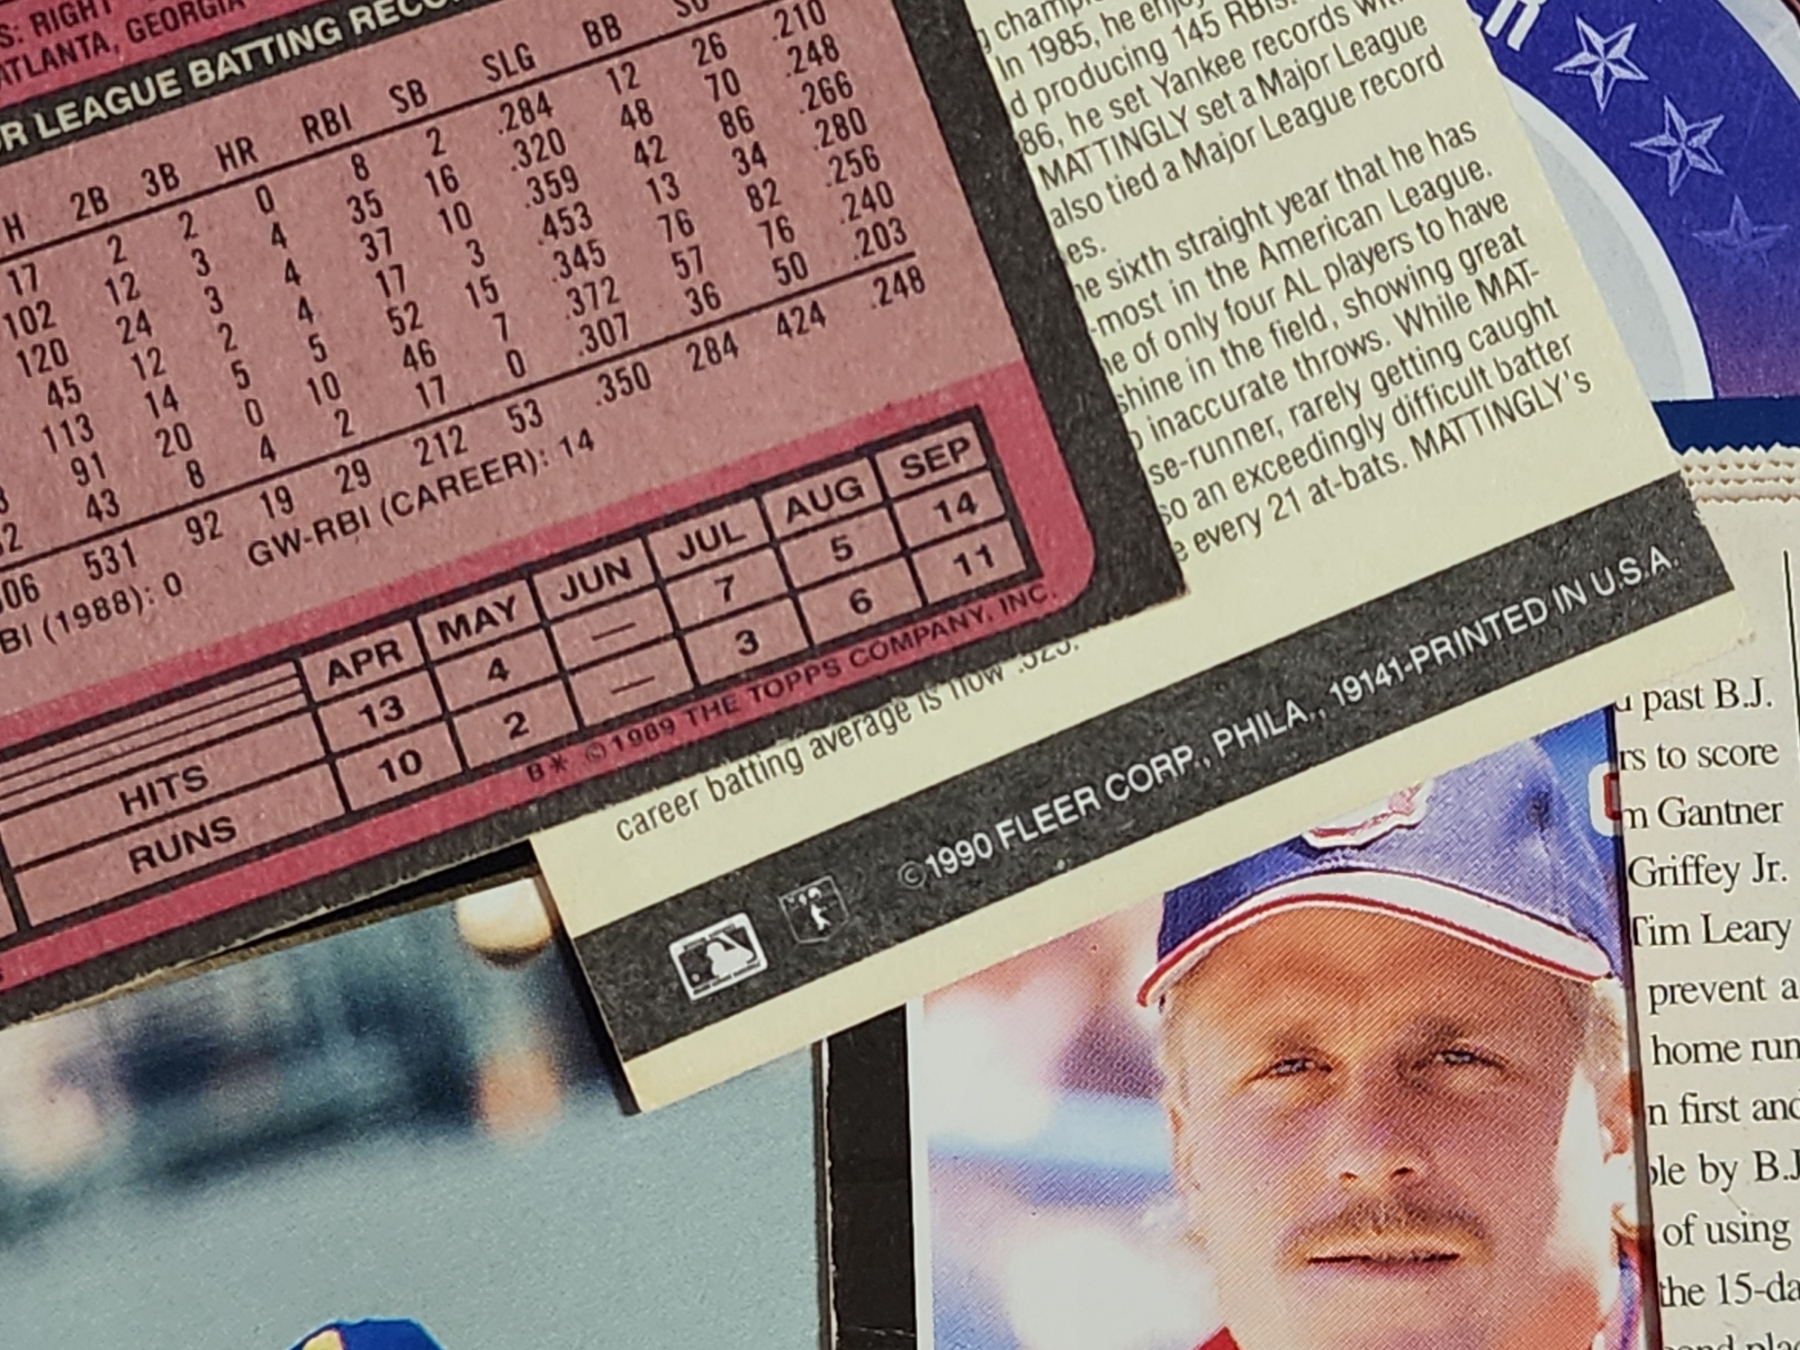 S: RIGHT
ATLANTA, GEORGIA
R LEAGUE BATTING RECO
H 2B 3B HR RBI SB SLG BB SO
17 2 2 0 8 2 .284 12 26 .210
102 12 3 4 35 16 .320 48 70 .248
120 24 3 4 37 10 .359 42 86 .266
45 12 2 4 17 3 .453 13 34 .280
113 14 5 5 52 15 .345 76 82 .256
91 20 0 10 46 7 .372 57 76 .240
43 8 4 2 17 0 .307 36 50 .203
06 531 92 19 29 212 53 .350 284 424 .248
BI (1988): 0 GW-RBI (CAREER): 14
APR MAY JUN JUL AUG SEP
HITS 13 4 — 7 5 14
RUNS 10 2 — 3 6 11
B* ©1989 THE TOPPS COMPANY, INC.
g champi
In 1985, he enjoy
d producing 145 RBIs.
86, he set Yankee records wi
MATTINGLY set a Major League
also tied a Major League record
es.
e sixth straight year that he has
-most in the American League.
ne of only four AL players to have
shine in the field, showing great
o inaccurate throws. While MAT-
se-runner, rarely getting caught
so an exceedingly difficult batter
e every 21 at-bats. MATTINGLY's
career batting average is now .323.
©1990 FLEER CORP., PHILA., 19141-PRINTED IN U.S.A.
R
u past B.J.
rs to score
m Gantner
Griffey Jr.
Tim Leary
prevent a
home run
n first and
ple by B.J
of using
the 15-da
cond plac